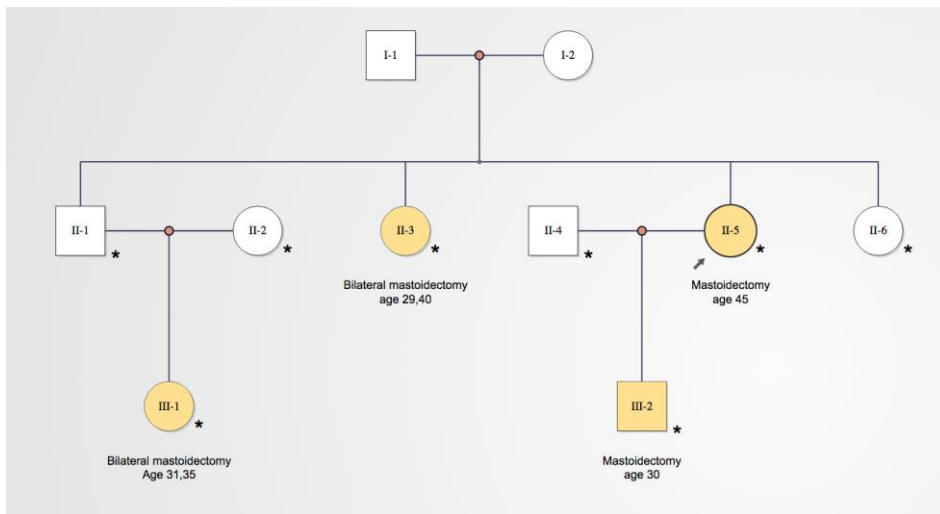 I-1
I-2
II-1
*
II-2
*
II-3
*
II-4
*
II-5
*
II-6
*
Bilateral mastoidectomy
age 29,40
Mastoidectomy
age 45
III-1
*
III-2
*
Bilateral mastoidectomy
Age 31,35
Mastoidectomy
age 30